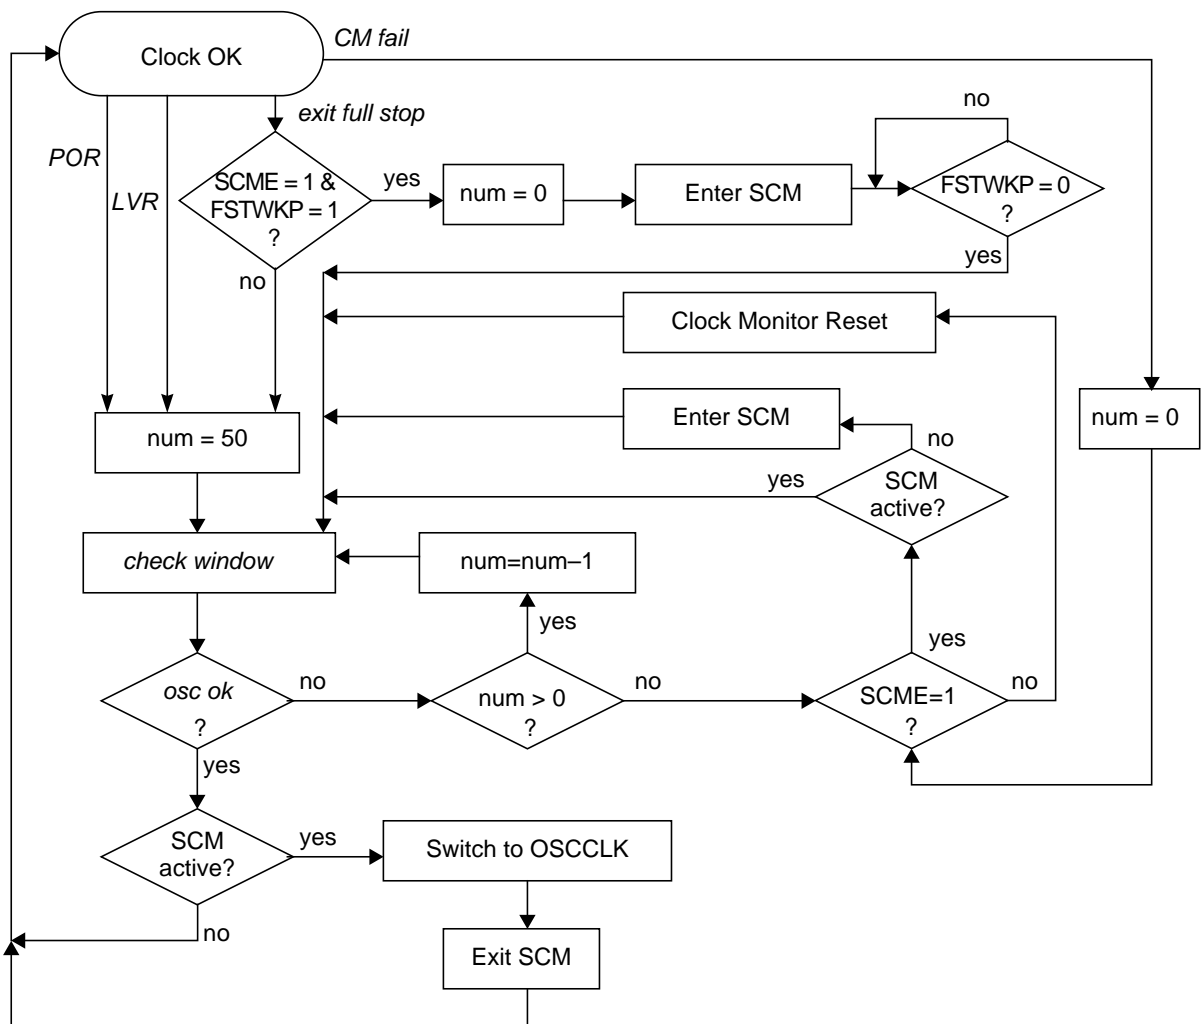 Clock OK
CM fail
exit full stop
POR
LVR
SCME = 1 &
FSTWKP = 1
?
yes
no
num = 0
Enter SCM
no
FSTWKP = 0
?
yes
Clock Monitor Reset
Enter SCM
num = 0
num = 50
no
SCM
active?
yes
check window
num=num–1
yes
yes
osc ok
?
no
num > 0
?
no
SCME=1
?
no
yes
SCM
active?
yes
Switch to OSCCLK
no
Exit SCM